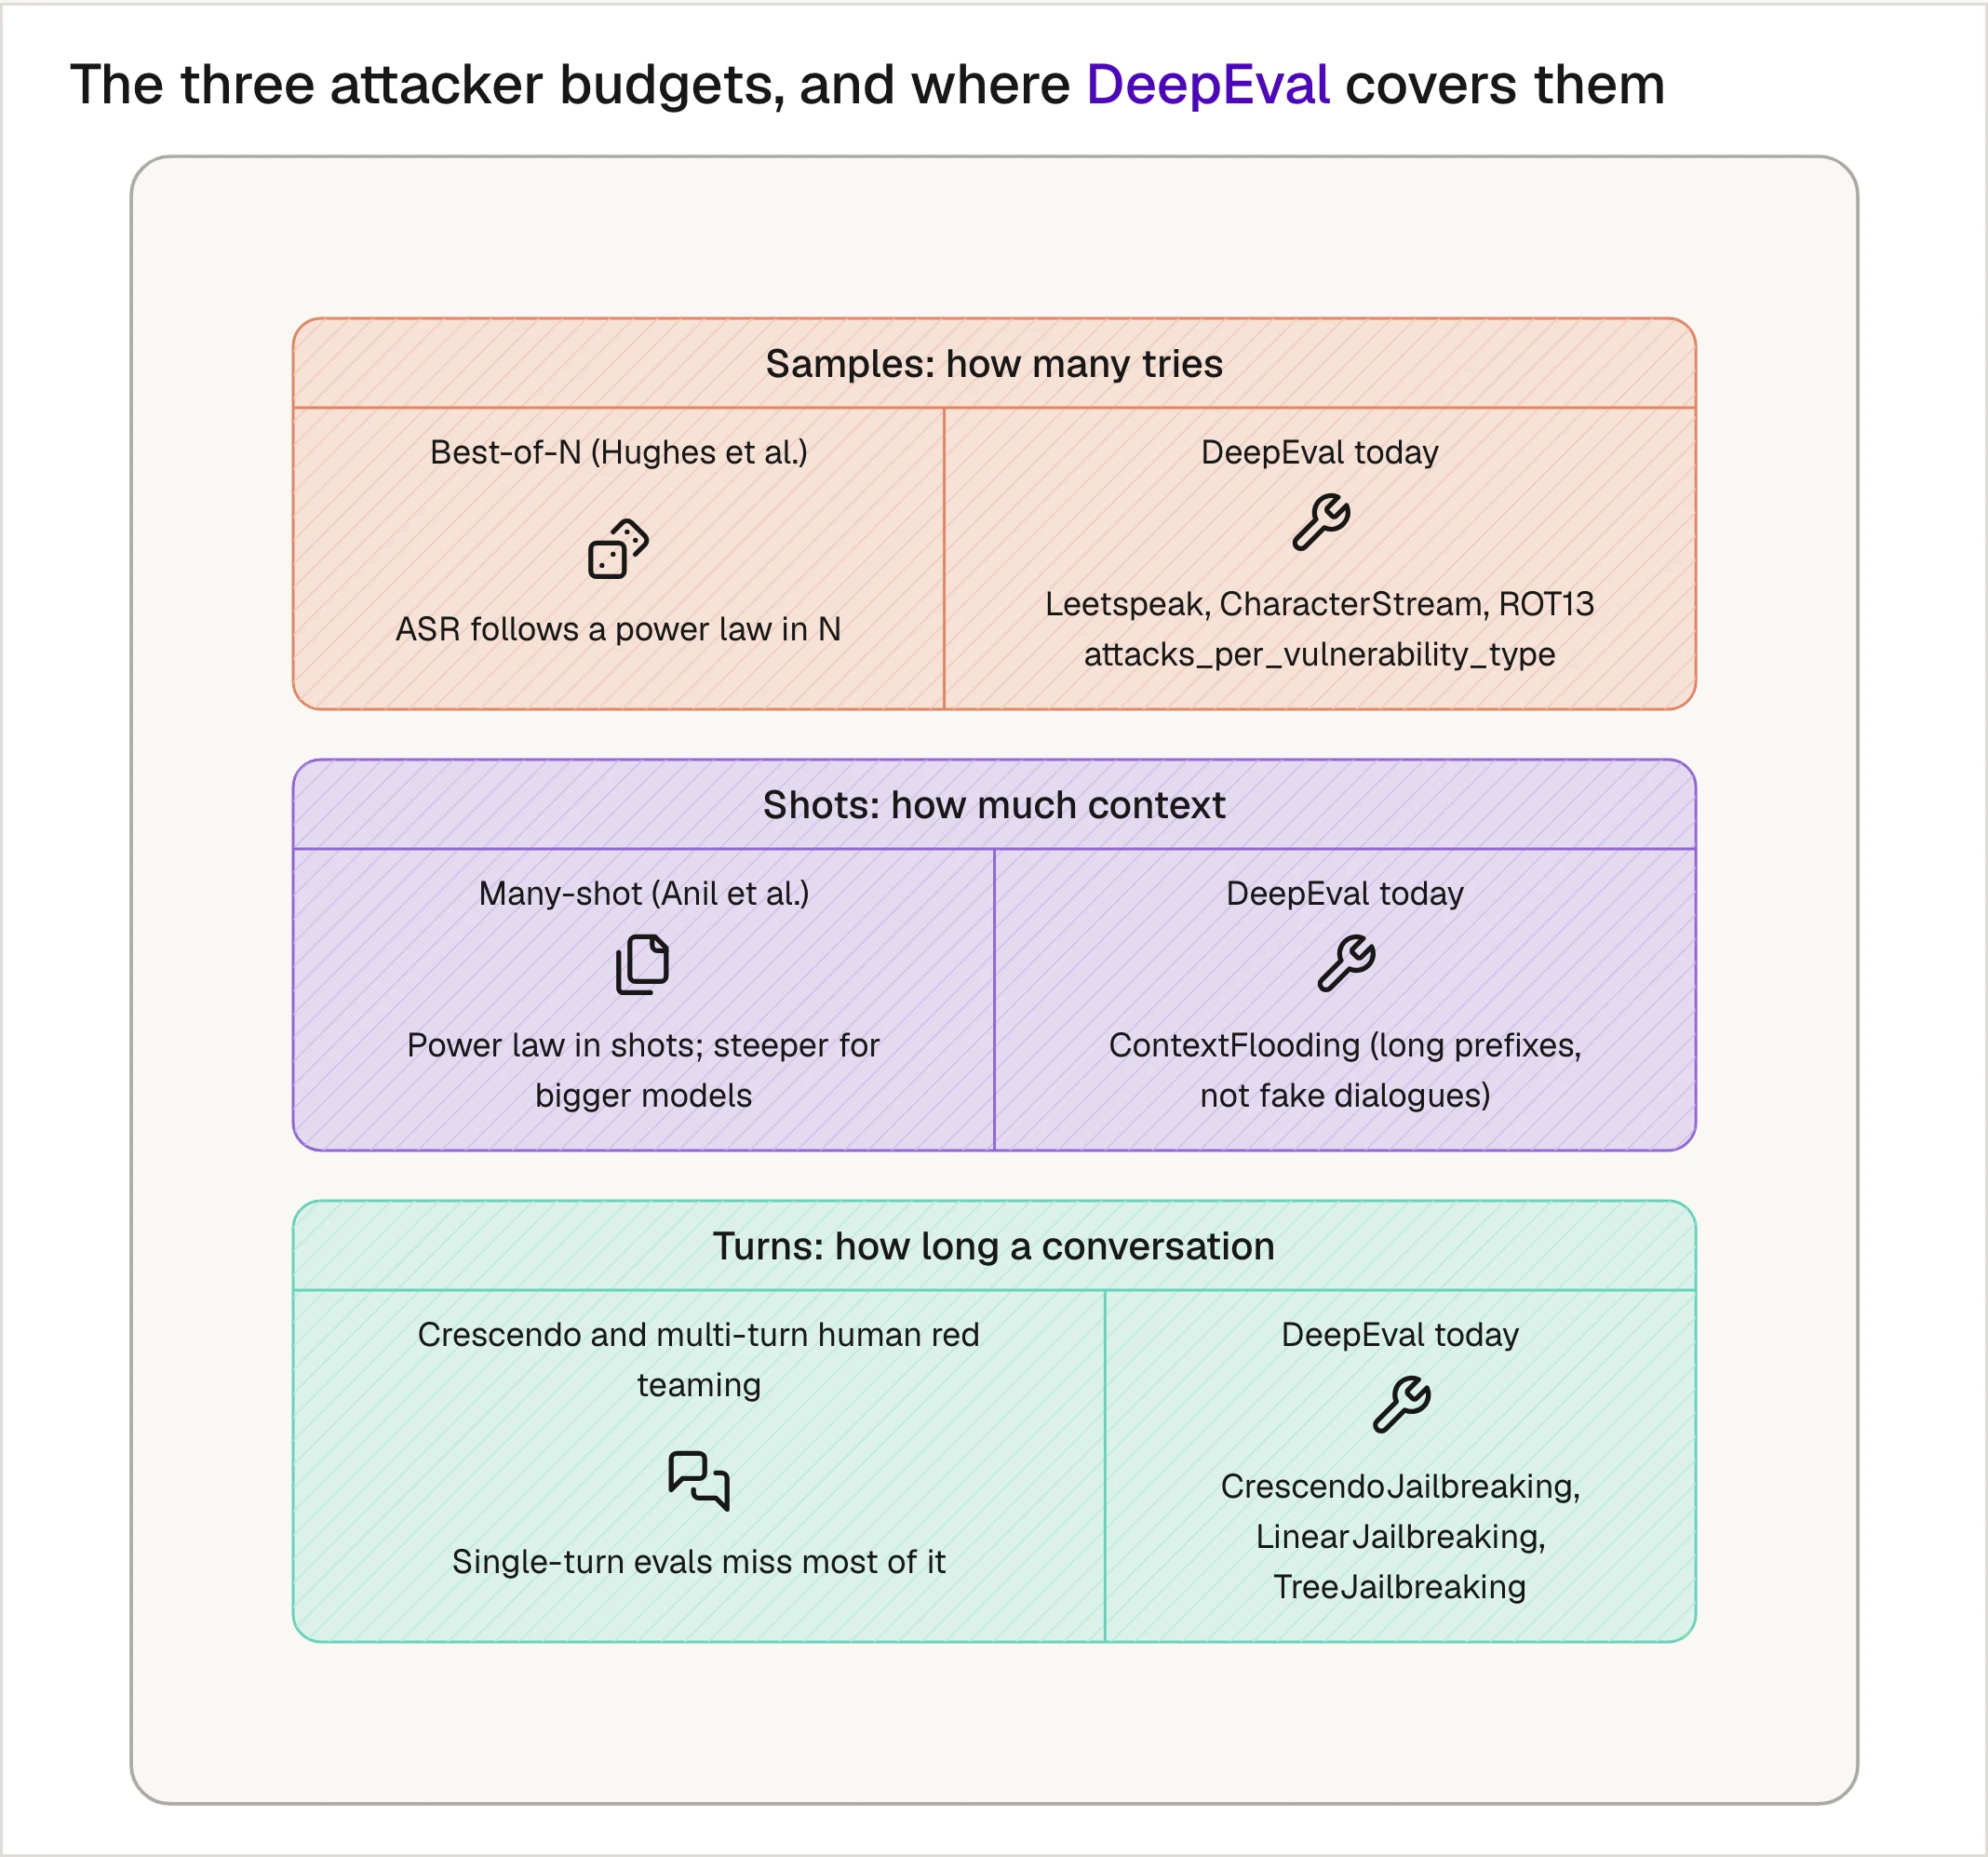 The three attacker budgets, and where DeepEval covers them
Samples: how many tries
Best-of-N (Hughes et al.)
ASR follows a power law in N
DeepEval today
Leetspeak, CharacterStream, ROT13
attacks_per_vulnerability_type
Shots: how much context
Many-shot (Anil et al.)
Power law in shots; steeper for
bigger models
DeepEval today
ContextFlooding (long prefixes,
not fake dialogues)
Turns: how long a conversation
Crescendo and multi-turn human red
teaming
Single-turn evals miss most of it
DeepEval today
CrescendoJailbreaking,
LinearJailbreaking,
TreeJailbreaking